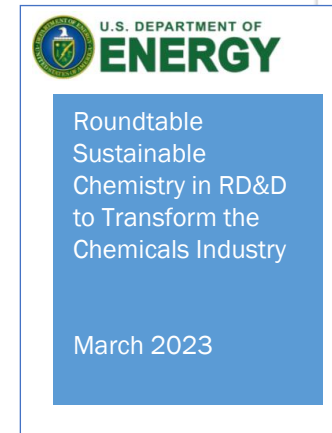 U.S. DEPARTMENT OF
ENERGY
Roundtable
Sustainable
Chemistry in RD&D
to Transform the
Chemicals Industry
March 2023